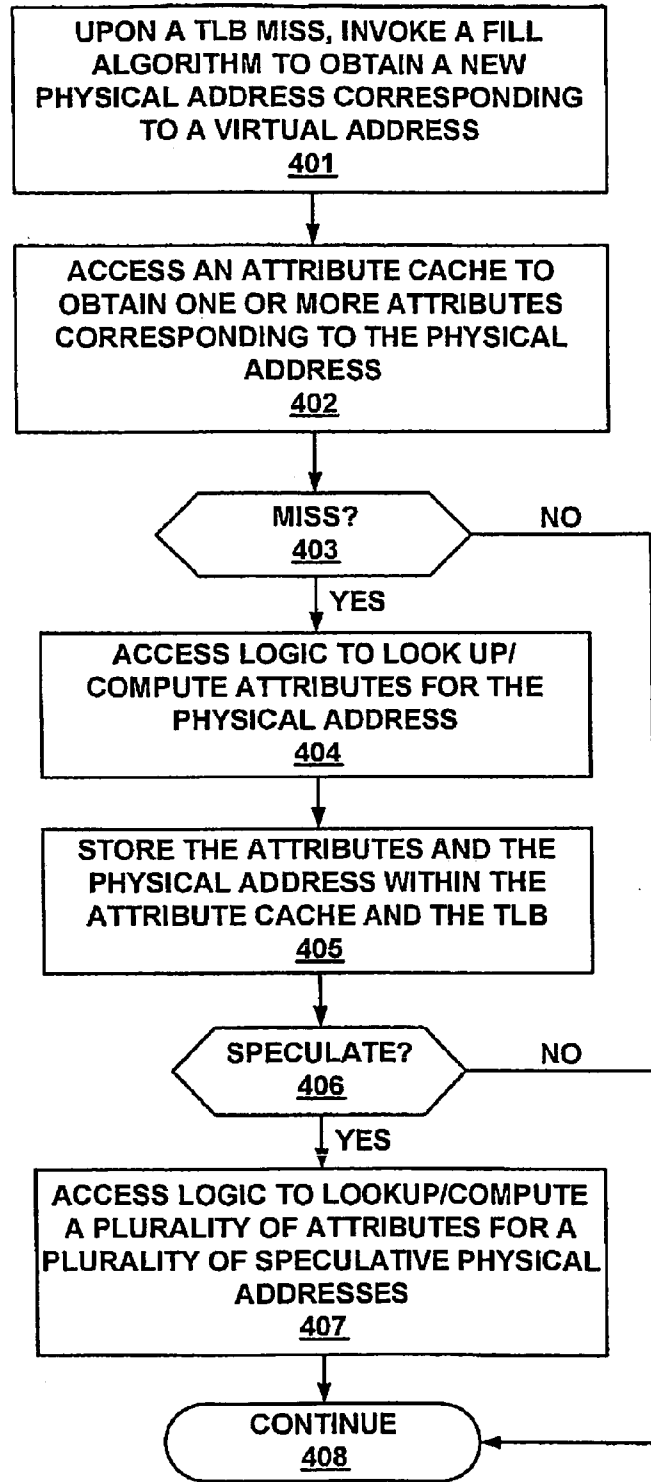 UPON A TLB MISS, INVOKE A FILL
ALGORITHM TO OBTAIN A NEW
PHYSICAL ADDRESS CORRESPONDING
TO A VIRTUAL ADDRESS
401
ACCESS AN ATTRIBUTE CACHE TO
OBTAIN ONE OR MORE ATTRIBUTES
CORRESPONDING TO THE PHYSICAL
ADDRESS
402
MISS?
403
NO
YES
ACCESS LOGIC TO LOOK UP/
COMPUTE ATTRIBUTES FOR THE
PHYSICAL ADDRESS
404
STORE THE ATTRIBUTES AND THE
PHYSICAL ADDRESS WITHIN THE
ATTRIBUTE CACHE AND THE TLB
405
SPECULATE?
406
NO
YES
ACCESS LOGIC TO LOOKUP/COMPUTE
A PLURALITY OF ATTRIBUTES FOR A
PLURALITY OF SPECULATIVE PHYSICAL
ADDRESSES
407
CONTINUE
408